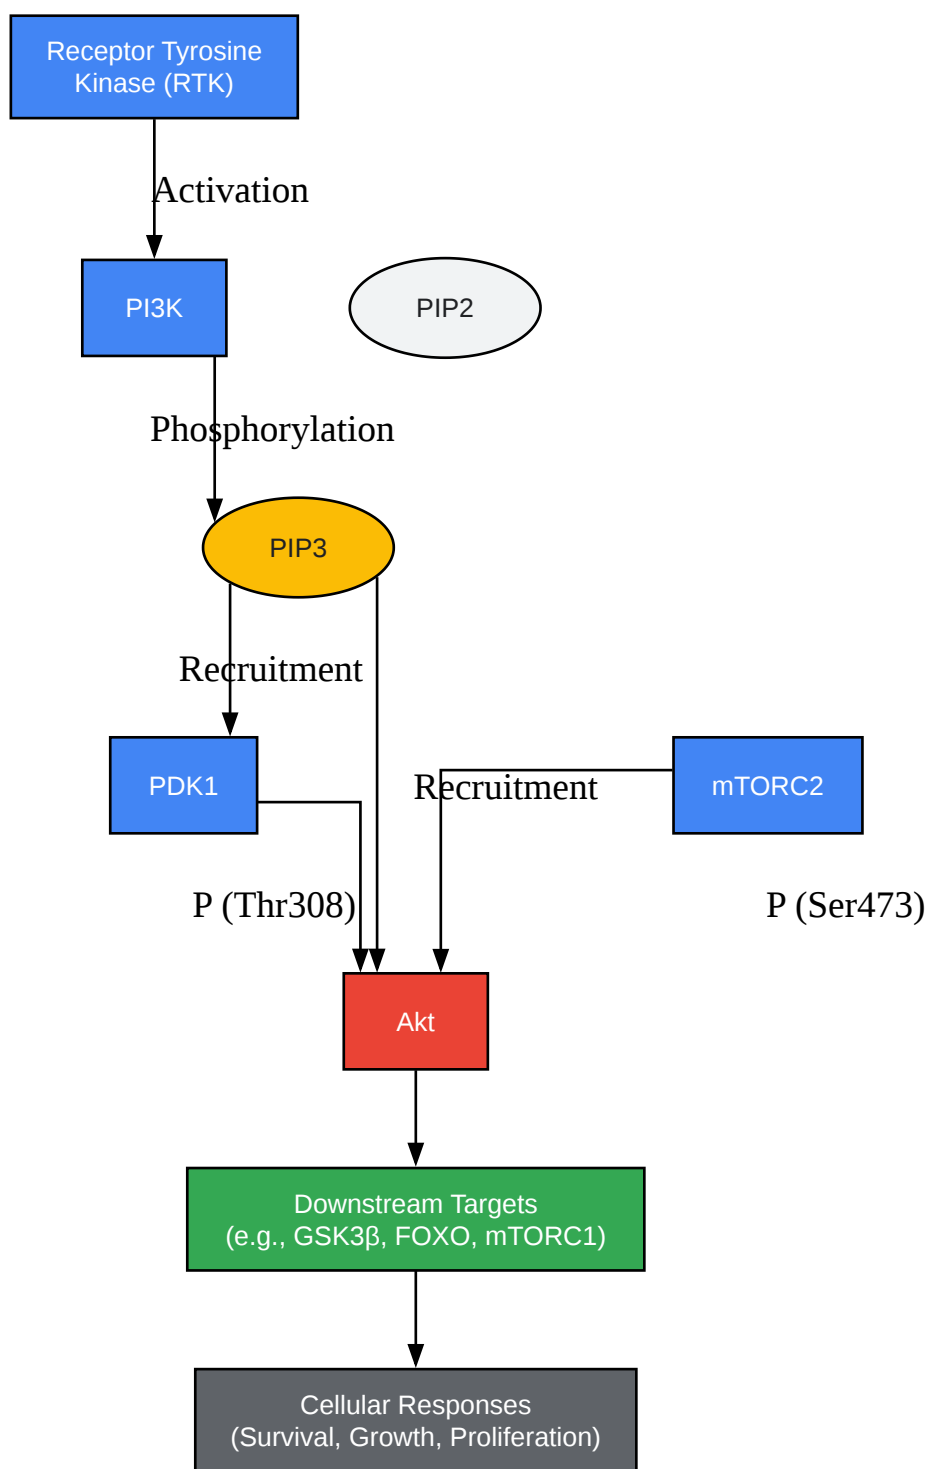 Receptor Tyrosine
Kinase (RTK)
Activation
PI3K
PIP2
Phosphorylation
PIP3
Recruitment
PDK1
Recruitment
mTORC2
P (Thr308)
P (Ser473)
Akt
Downstream Targets
(e.g., GSK3β, FOXO, mTORC1)
Cellular Responses
(Survival, Growth, Proliferation)